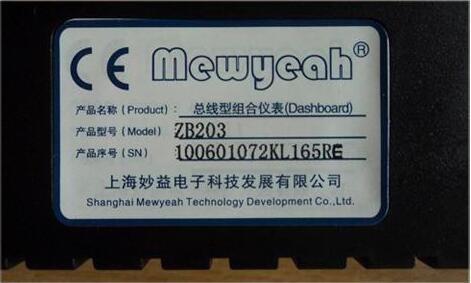 CE Mewyeah®
产品名称（Product）： 总线型组合仪表(Dashboard)
产品型号（Model） ZB203
产品序号（SN） 100601072KL165RE
上海妙益电子科技发展有限公司
Shanghai Mewyeah Technology Development Co.,Ltd.